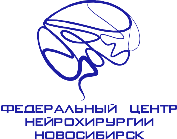 ФЕДЕРАЛЬНЫЙ ЦЕНТР
НЕЙРОХИРУРГИИ
НОВОСИБИРСК